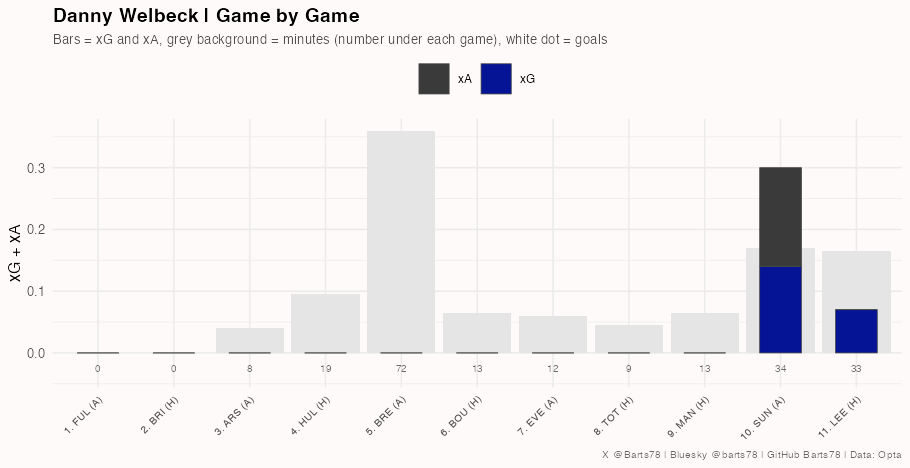 Danny Welbeck | Game by Game
Bars = xG and xA, grey background = minutes (number under each game), white dot = goals
xA xG
xG + xA
0.3
0.2
0.1
0.0
0 0 8 19 72 13 12 9 13 34 33
1. FUL (A) 2. BRI (H) 3. ARS (A) 4. HUL (H) 5. BRE (A) 6. BOU (H) 7. EVE (A) 8. TOT (H) 9. MAN (H) 10. SUN (A) 11. LEE (H)
X @Barts78 | Bluesky @barts78 | GitHub Barts78 | Data: Opta